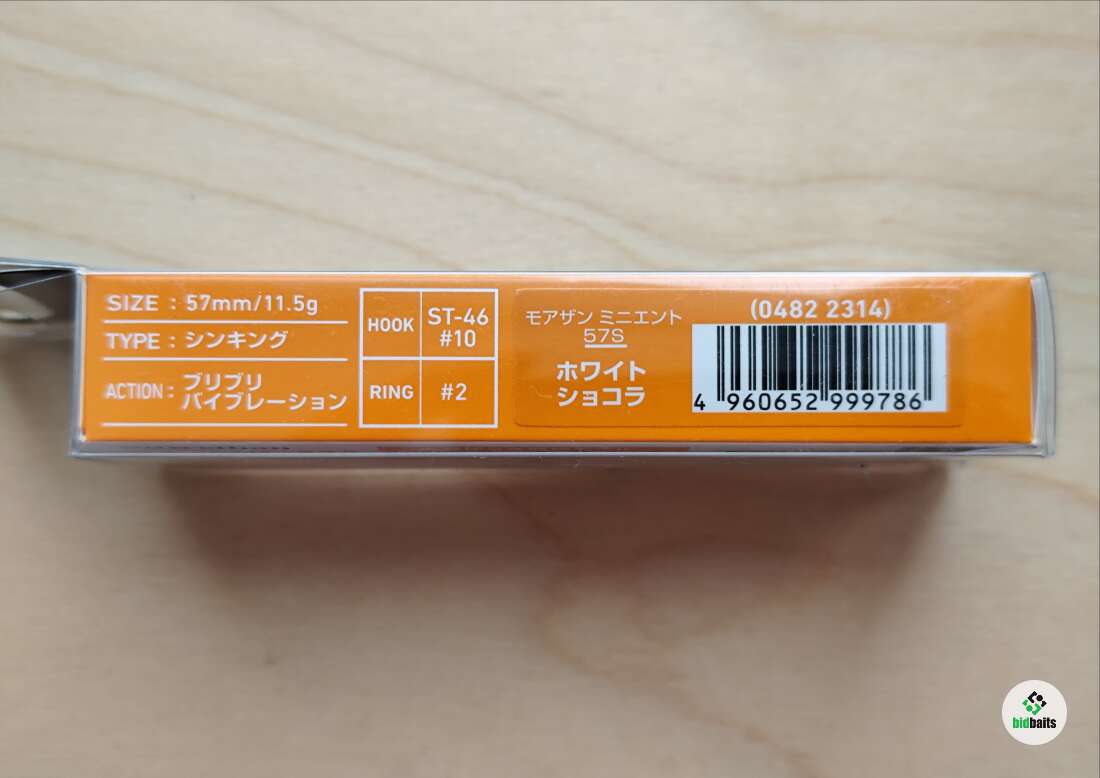 SIZE : 57mm/11.5g
TYPE : シンキング
ACTION : ブリブリ
バイブレーション
HOOK ST-46
#10
RING #2
モアザン ミニエント
57S
ホワイト
ショコラ
(0482 2314)
4 960652 999786
bidbaits